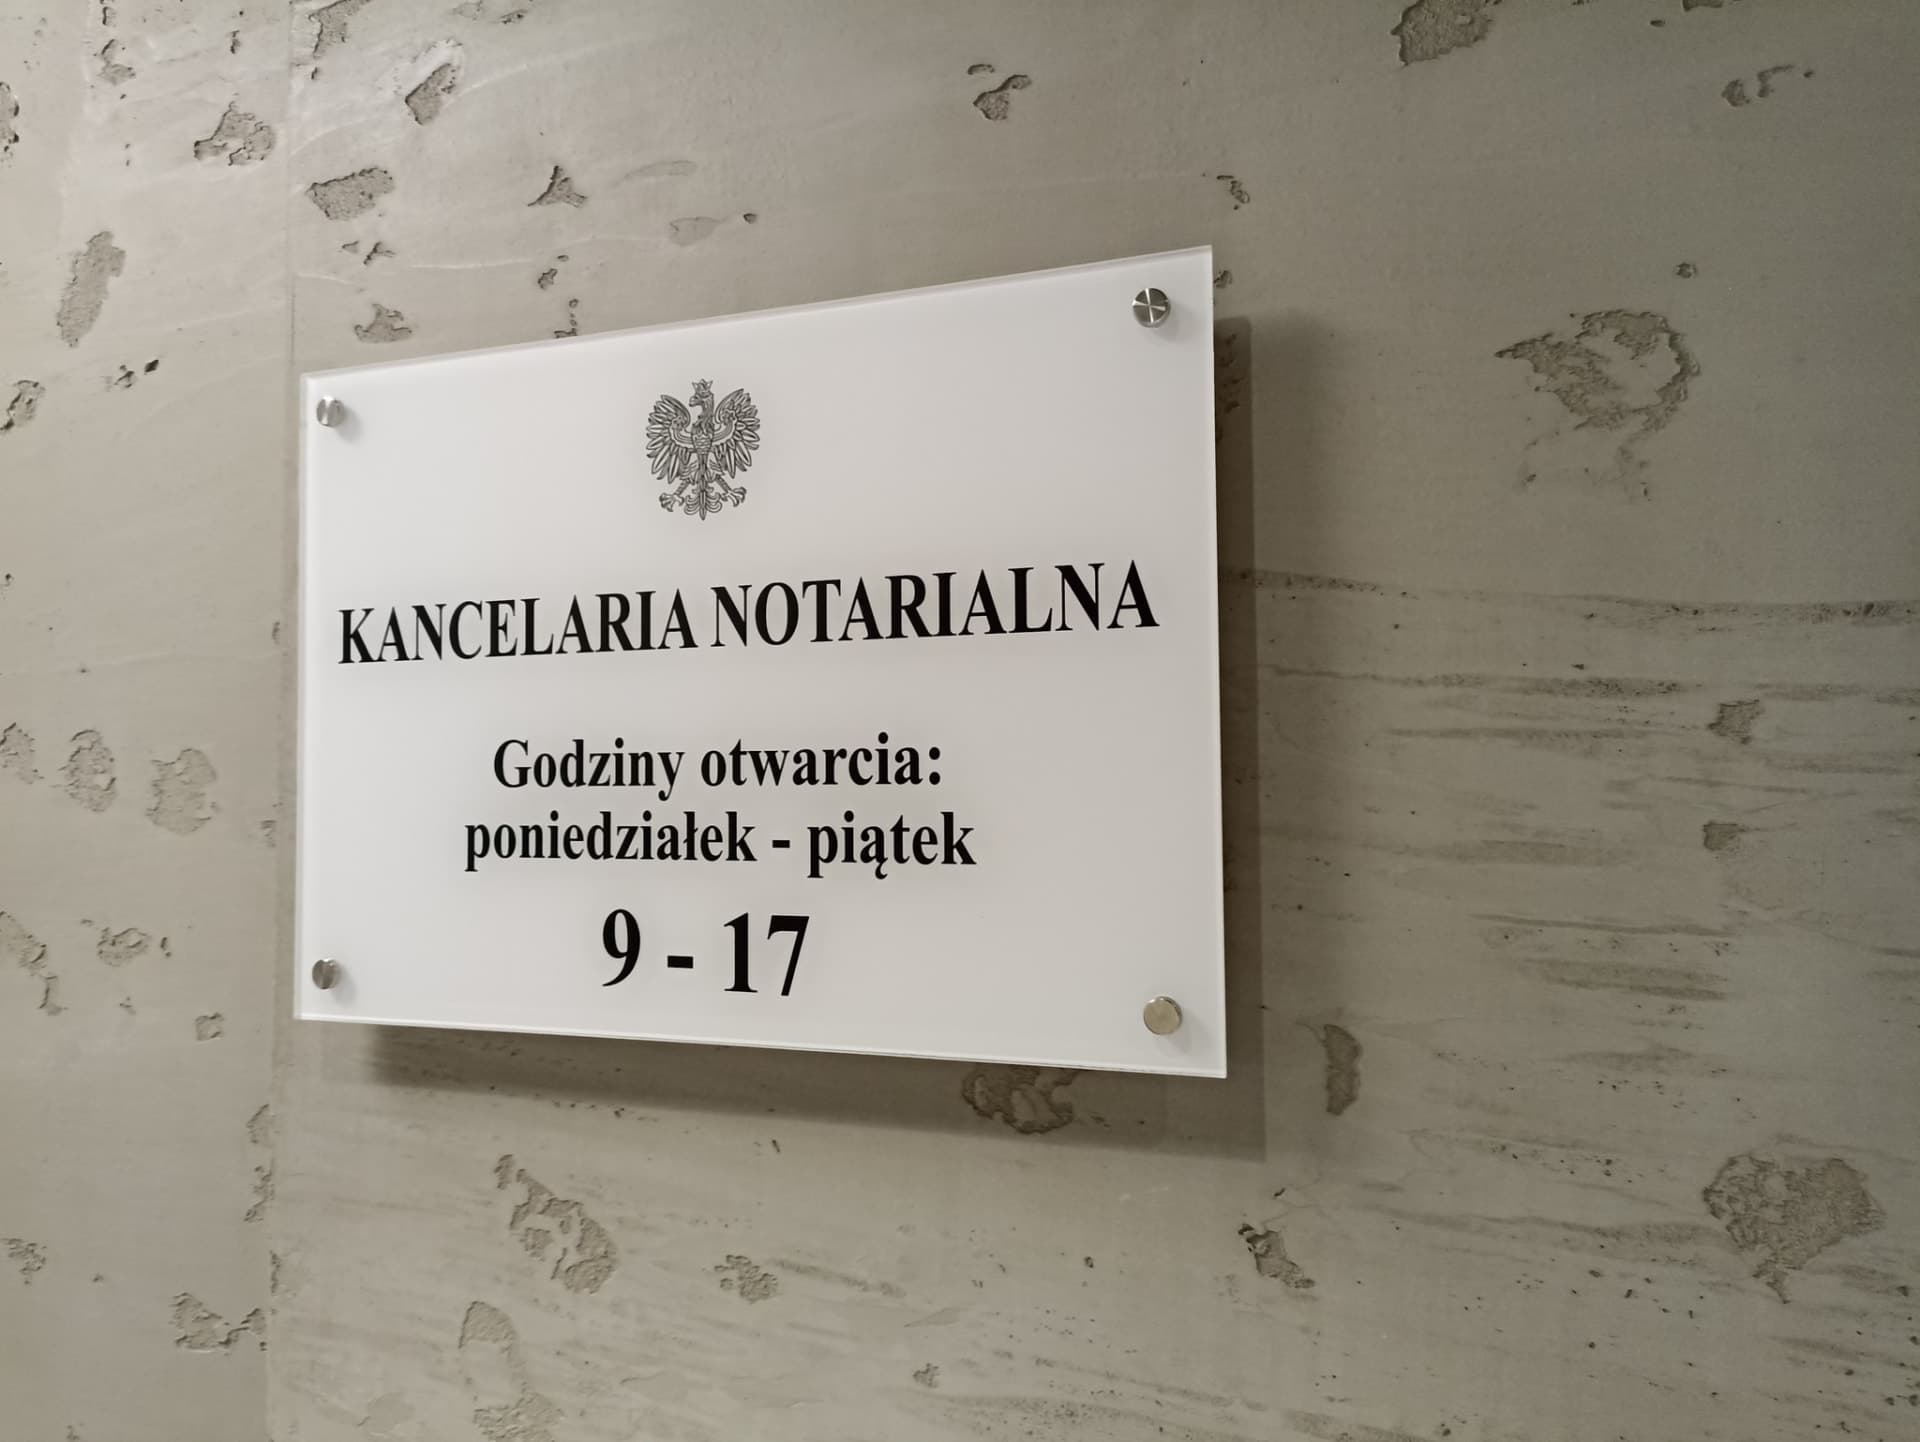 KANCELARIA NOTARIALNA
Godziny otwarcia:
poniedziałek - piątek
9 - 17